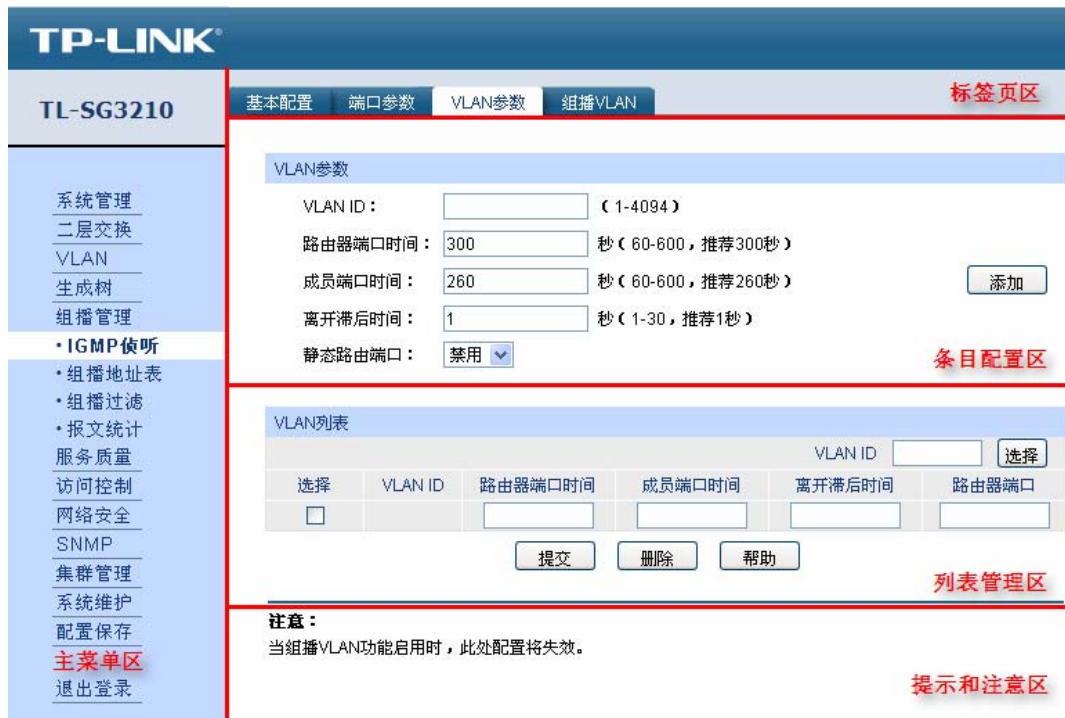 TP-LINK®
TL-SG3210
基本配置 端口参数 VLAN参数 组播VLAN 标签页区
系统管理
二层交换
VLAN
生成树
组播管理
·IGMP侦听
·组播地址表
·组播过滤
·报文统计
服务质量
访问控制
网络安全
SNMP
集群管理
系统维护
配置保存
主菜单区
退出登录
VLAN参数
VLAN ID： （1-4094）
路由器端口时间： 300 秒（60-600，推荐300秒）
成员端口时间： 260 秒（60-600，推荐260秒） 添加
离开滞后时间： 1 秒（1-30，推荐1秒）
静态路由端口： 禁用 条目配置区
VLAN列表
VLAN ID 选择
选择 VLAN ID 路由器端口时间 成员端口时间 离开滞后时间 路由器端口
提交 删除 帮助
列表管理区
注意：
当组播VLAN功能启用时，此处配置将失效。
提示和注意区